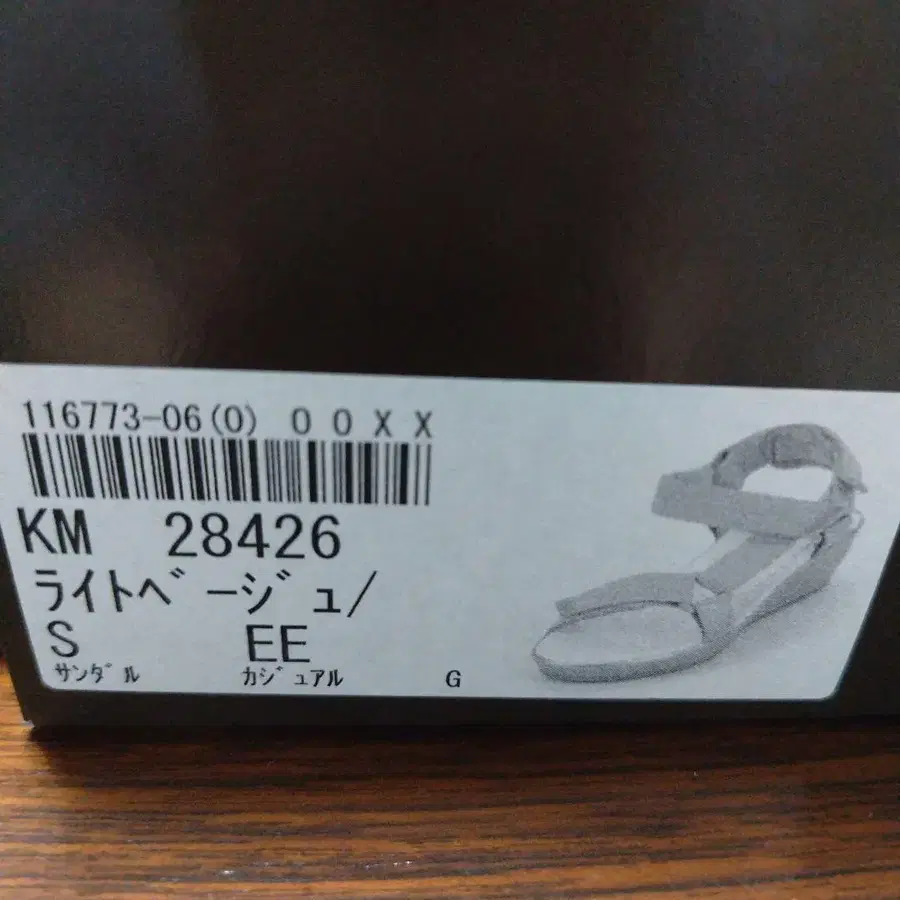 116773-06(0) 0 0 X X
KM 28426
ライトベージュ/
S EE
サンダル カジュアル G